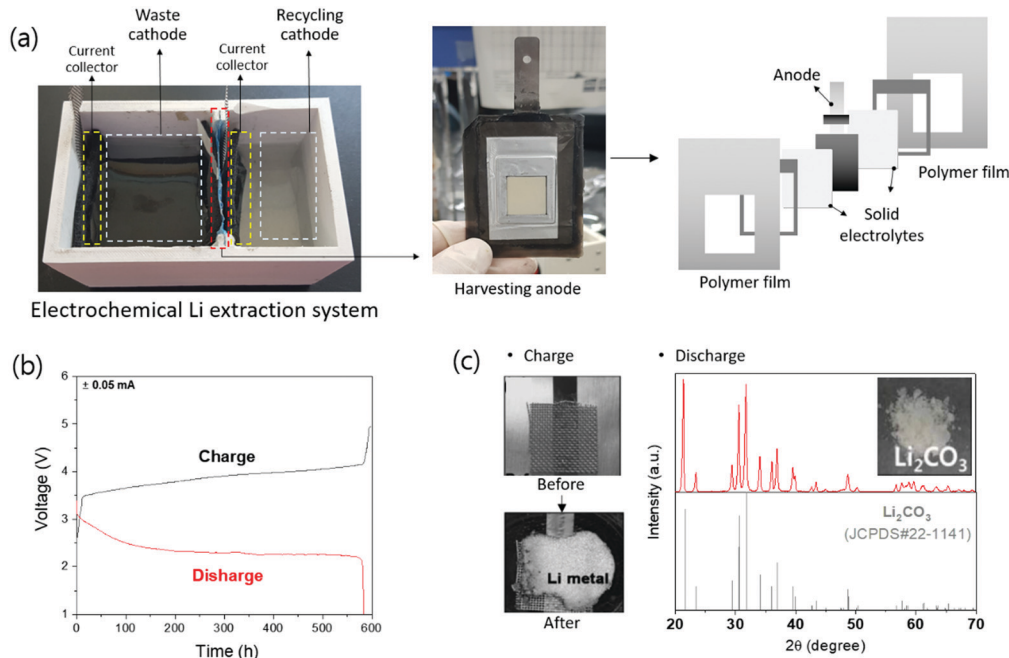 (a)
Waste
cathode
Recycling
cathode
Current
collector
Current
collector
Electrochemical Li extraction system
Harvesting anode
Anode
Polymer film
Solid
electrolytes
Polymer film
(b)
± 0.05 mA
Charge
Disharge
Voltage (V)
6
5
4
3
2
1
0
100
200
300
400
500
600
Time (h)
(c)
• Charge
Before
Li metal
After
• Discharge
Li₂CO₃
Li₂CO₃
(JCPDS#22-1141)
Intensity (a.u.)
20
30
40
50
60
70
2θ (degree)